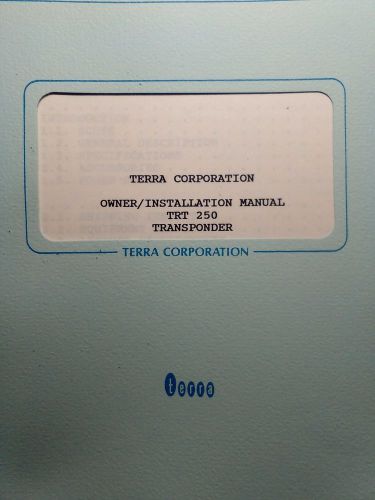 TERRA CORPORATION
OWNER/INSTALLATION MANUAL
TRT 250
TRANSPONDER
TERRA CORPORATION
terra